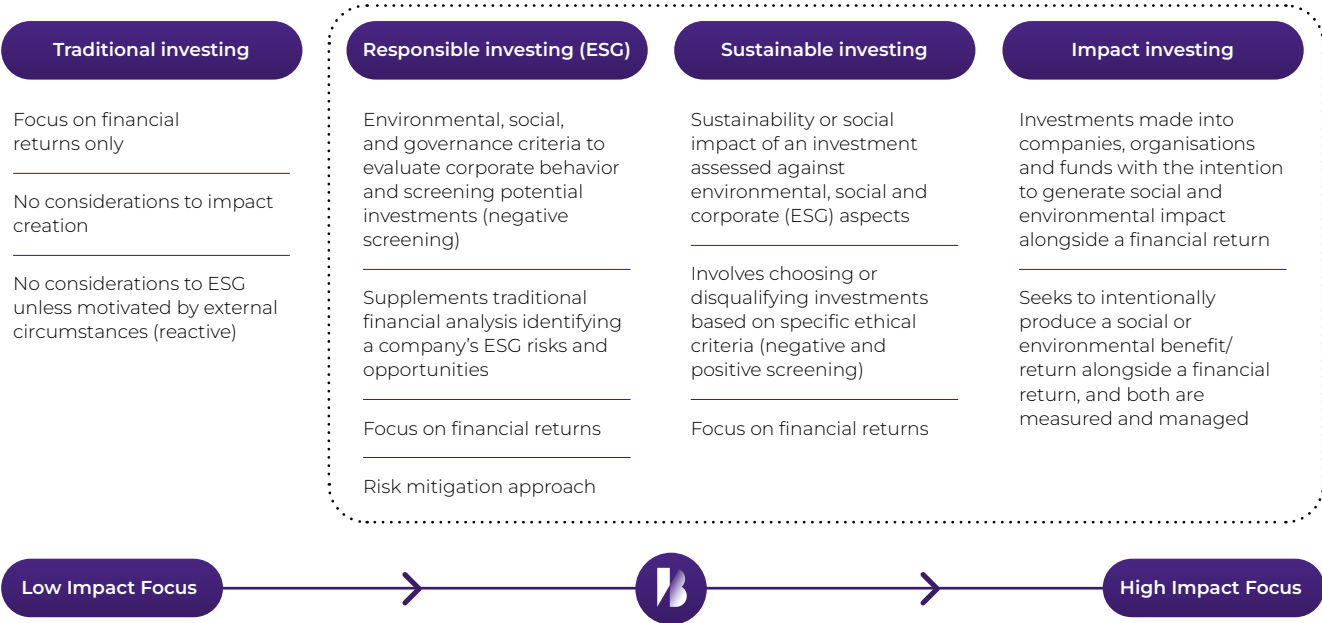 Traditional investing
Focus on financial
returns only
No considerations to impact
creation
No considerations to ESG
unless motivated by external
circumstances (reactive)
Responsible investing (ESG)
Environmental, social,
and governance criteria to
evaluate corporate behavior
and screening potential
investments (negative
screening)
Supplements traditional
financial analysis identifying
a company's ESG risks and
opportunities
Focus on financial returns
Risk mitigation approach
Sustainable investing
Sustainability or social
impact of an investment
assessed against
environmental, social and
corporate (ESG) aspects
Involves choosing or
disqualifying investments
based on specific ethical
criteria (negative and
positive screening)
Focus on financial returns
Impact investing
Investments made into
companies, organisations
and funds with the intention
to generate social and
environmental impact
alongside a financial return
Seeks to intentionally
produce a social or
environmental benefit/
return alongside a financial
return, and both are
measured and managed
Low Impact Focus
B
High Impact Focus